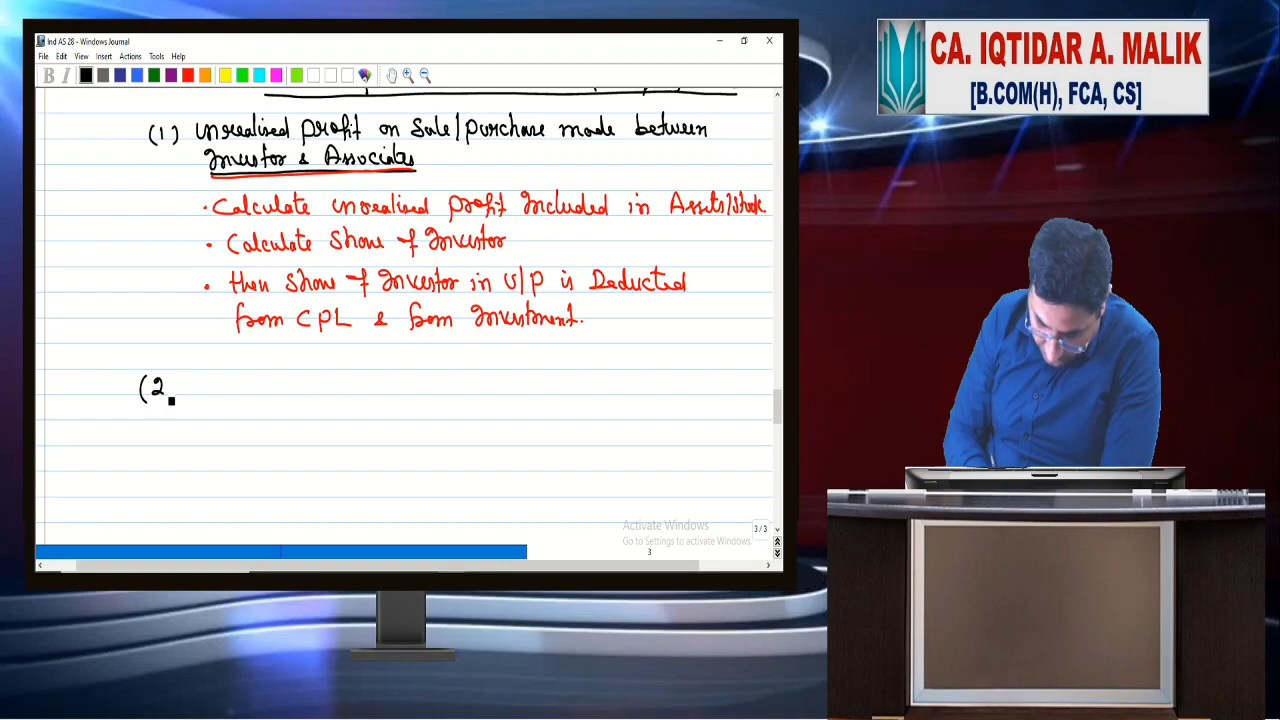 Ind AS 28 - Windows Journal
File Edit View Insert Actions Tools Help
B I
(1) unrealised profit on Sale/purchase made between
Investor & Associates
• Calculate unrealised profit Included in Assets/stock.
• Calculate Share of Investor
• then Share of Investor in U/P is Deducted
from CPL & from Investment.
(2
Activate Windows
Go to Settings to activate Windows.
3 / 3
3
CA. IQTIDAR A. MALIK
[B.COM(H), FCA, CS]